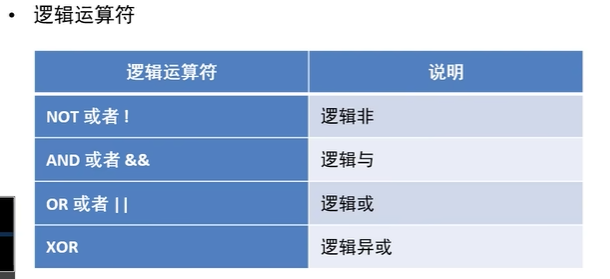 • 逻辑运算符
逻辑运算符 说明
NOT 或者 ! 逻辑非
AND 或者 && 逻辑与
OR 或者 || 逻辑或
XOR 逻辑异或